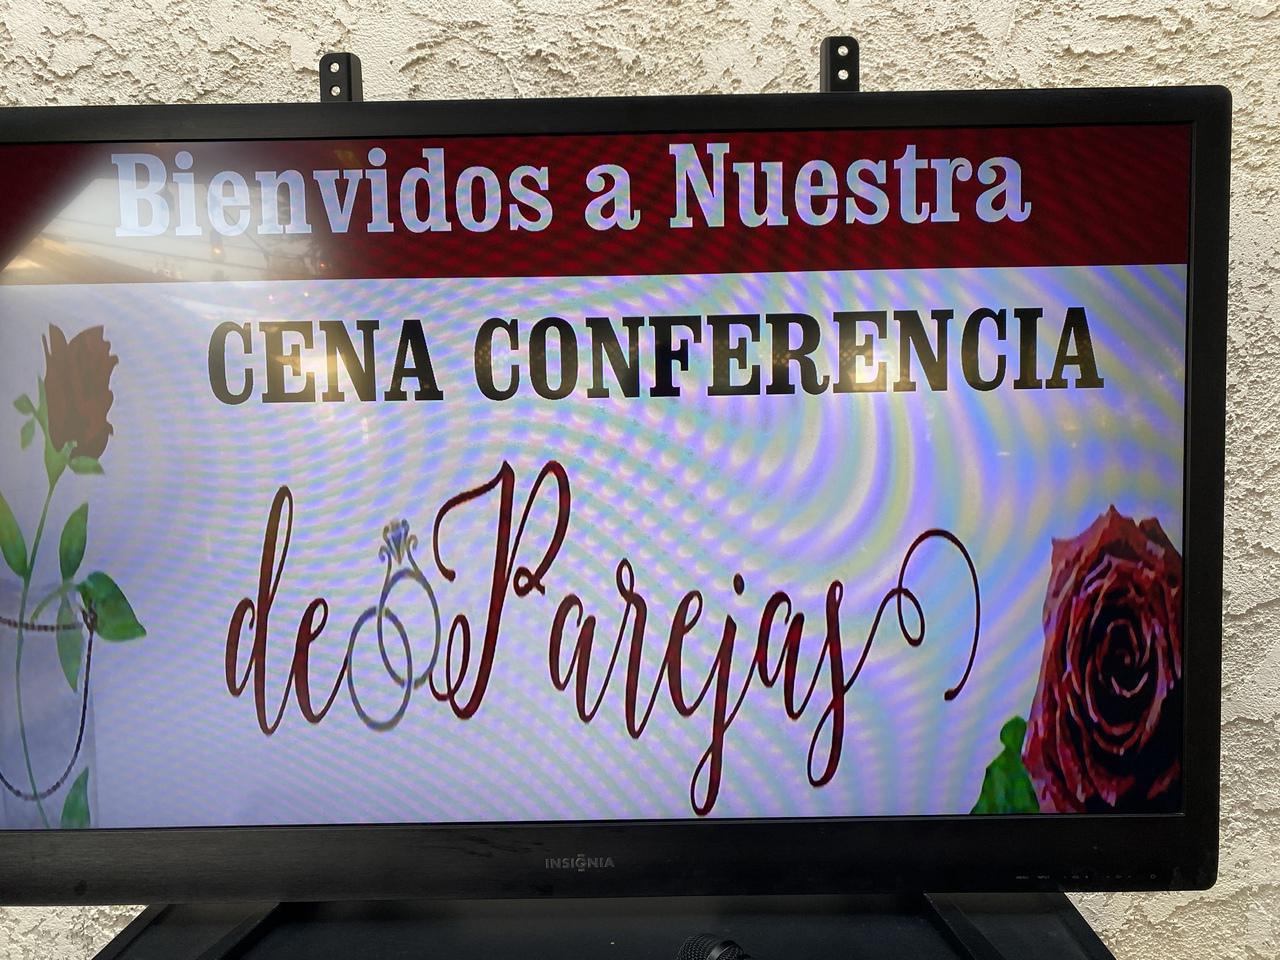 Bienvidos a Nuestra
CENA CONFERENCIA
de Parejas
INSIGNIA